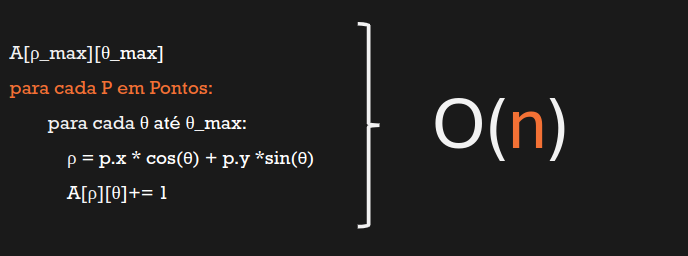 A[ρ_max][θ_max]
para cada P em Pontos:
para cada θ até θ_max:
ρ = p.x * cos(θ) + p.y *sin(θ)
A[ρ][θ]+= 1
O(n)